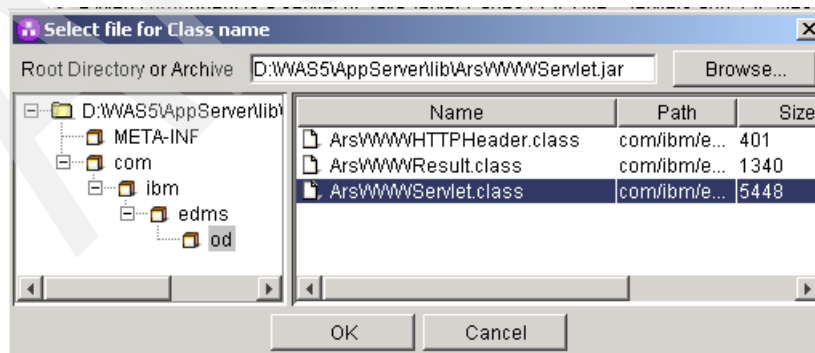 Select file for Class name
Root Directory or Archive D:\WAS5\AppServer\lib\ArsWWWServlet.jar Browse...
D:\WAS5\AppServer\lib\
META-INF
com
ibm
edms
od
Name Path Size
ArsWWWHTTPHeader.class com/ibm/e... 401
ArsWWWResult.class com/ibm/e... 1340
ArsWWWServlet.class com/ibm/e... 5448
OK Cancel